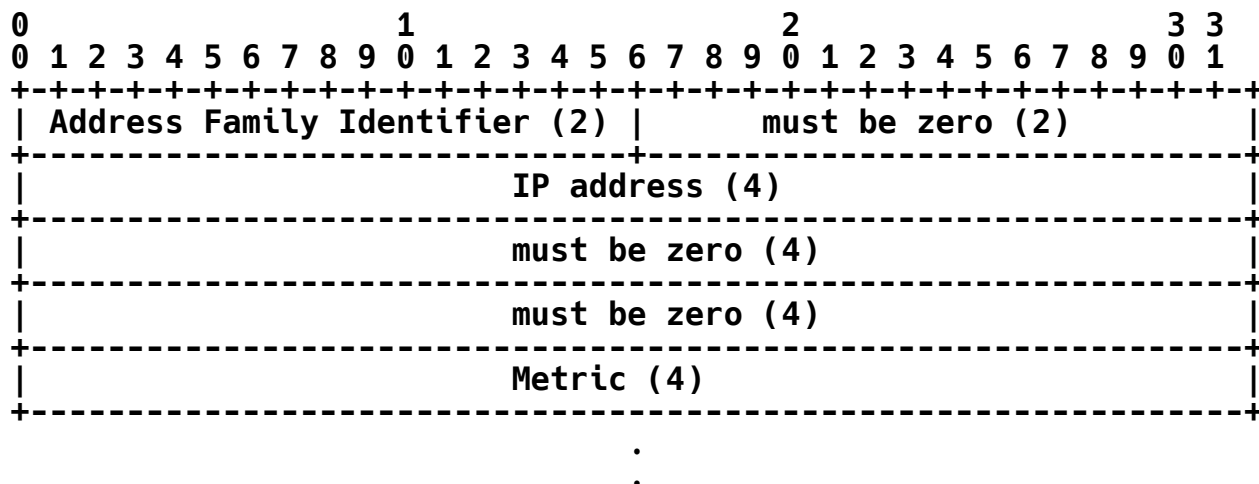 0                   1                   2                   3 3
0 1 2 3 4 5 6 7 8 9 0 1 2 3 4 5 6 7 8 9 0 1 2 3 4 5 6 7 8 9 0 1
+-+-+-+-+-+-+-+-+-+-+-+-+-+-+-+-+-+-+-+-+-+-+-+-+-+-+-+-+-+-+-+-+
| Address Family Identifier (2) |      must be zero (2)         |
+-------------------------------+-------------------------------+
|                         IP address (4)                        |
+---------------------------------------------------------------+
|                         must be zero (4)                      |
+---------------------------------------------------------------+
|                         must be zero (4)                      |
+---------------------------------------------------------------+
|                         Metric (4)                            |
+---------------------------------------------------------------+
                                .
                                .